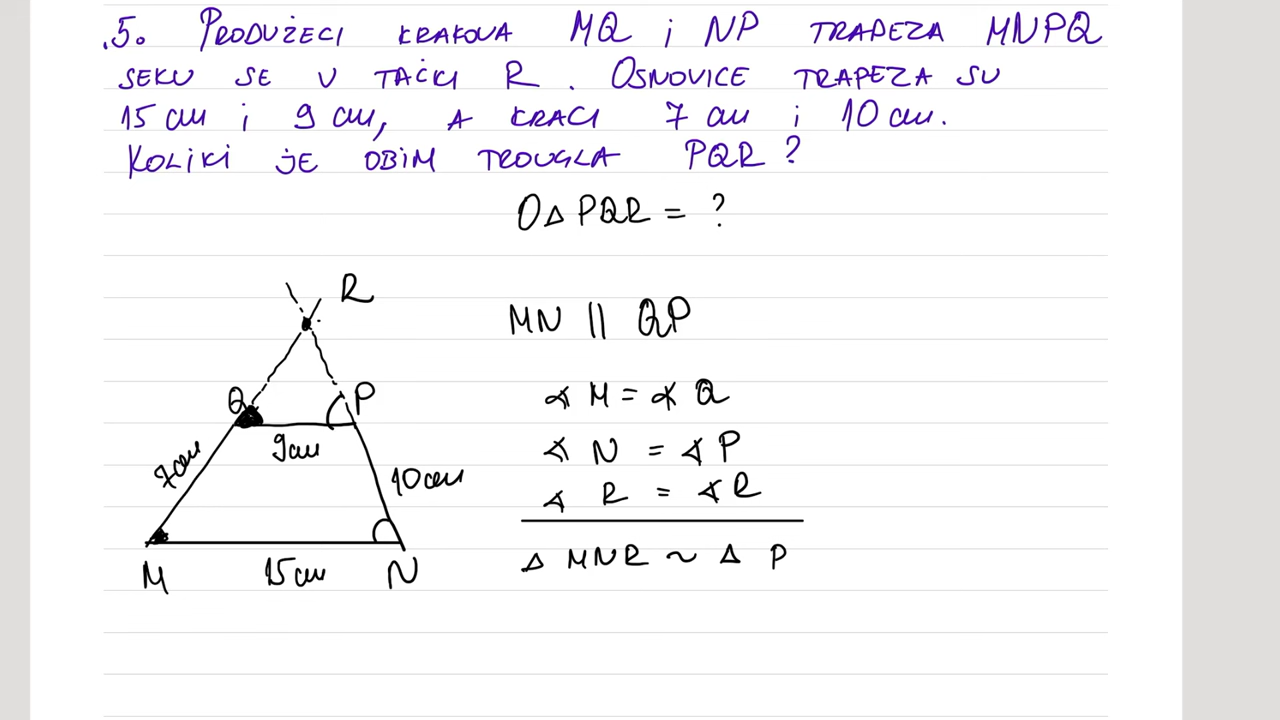 5. PRODUŽECI KRAKOVA MQ i NP TRAPEZA MNPQ
SEKU SE U TAČKI R. OSNOVICE TRAPEZA SU
15 cm i 9 cm, A KRACI 7 cm i 10 cm.
KOLIKI JE OBIM TROUGLA PQR?
O△PQR = ?
R
MN || QP
Q P
∢ M = ∢ Q
9cm
7cm
∢ N = ∢ P
10cm
∢ R = ∢ R
△ MNR ~ △ P
M 15cm N